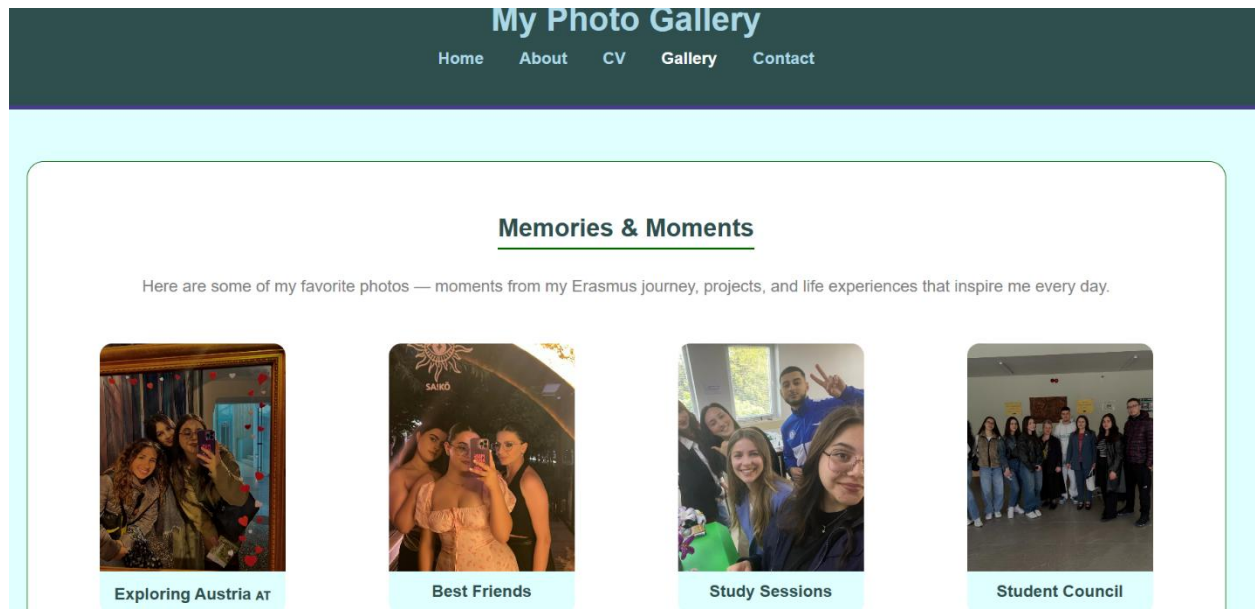 My Photo Gallery
Home About CV Gallery Contact
Memories & Moments
Here are some of my favorite photos — moments from my Erasmus journey, projects, and life experiences that inspire me every day.
SAIKŌ
Exploring Austria AT
Best Friends
Study Sessions
Student Council